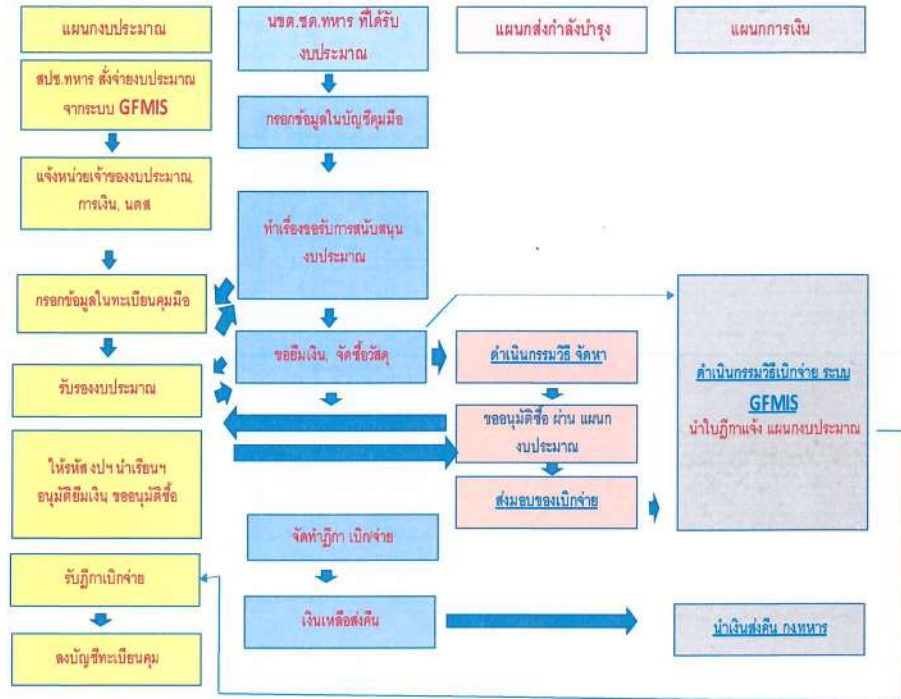 แผนกงบประมาณ
สปช.ทหาร สั่งจ่ายงบประมาณ
จากระบบ GFMIS
แจ้งหน่วยเจ้าของงบประมาณ,
การเงิน, นตส
กรอกข้อมูลในทะเบียนคุมมือ
รับรองงบประมาณ
ให้รหัส งปฯ นำเรียนฯ
อนุมัติยืมเงิน ขออนุมัติซื้อ
รับฎีกาเบิกจ่าย
ลงบัญชีทะเบียนคุม
นขต.ชด.ทหาร ที่ได้รับ
งบประมาณ
กรอกข้อมูลในบัญชีคุมมือ
ทำเรื่องขอรับการสนับสนุน
งบประมาณ
ขอยืมเงิน, จัดซื้อวัสดุ
จัดทำฎีกา เบิก/จ่าย
เงินเหลือส่งคืน
แผนกส่งกำลังบำรุง
ดำเนินกรรมวิธี จัดหา
ขออนุมัติซื้อ ผ่าน แผนก
งบประมาณ
ส่งมอบของเบิกจ่าย
แผนกการเงิน
ดำเนินกรรมวิธีเบิกจ่าย ระบบ
GFMIS
นำใบฎีกาแจ้ง แผนกงบประมาณ
นำเงินส่งคืน กง.ทหาร